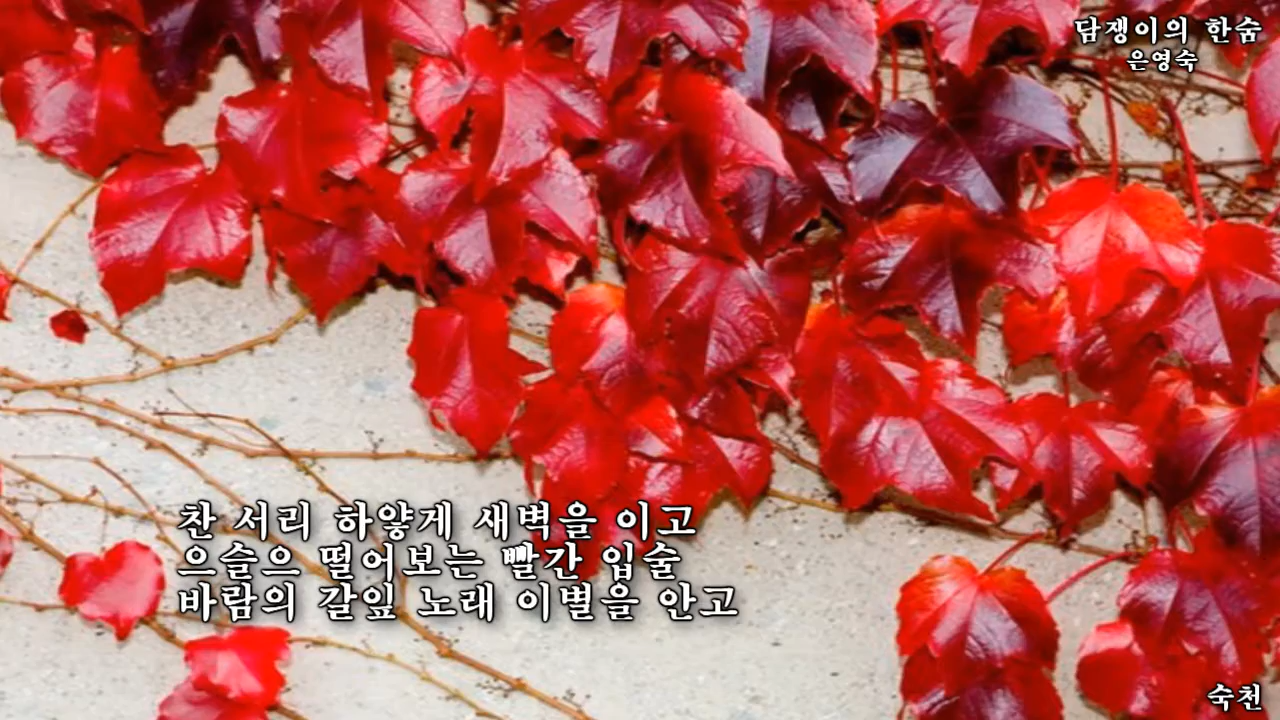 담쟁이의 한숨
은영숙
찬 서리 하얗게 새벽을 이고
으슬으 떨어보는 빨간 입술
바람의 갈잎 노래 이별을 안고
숙천